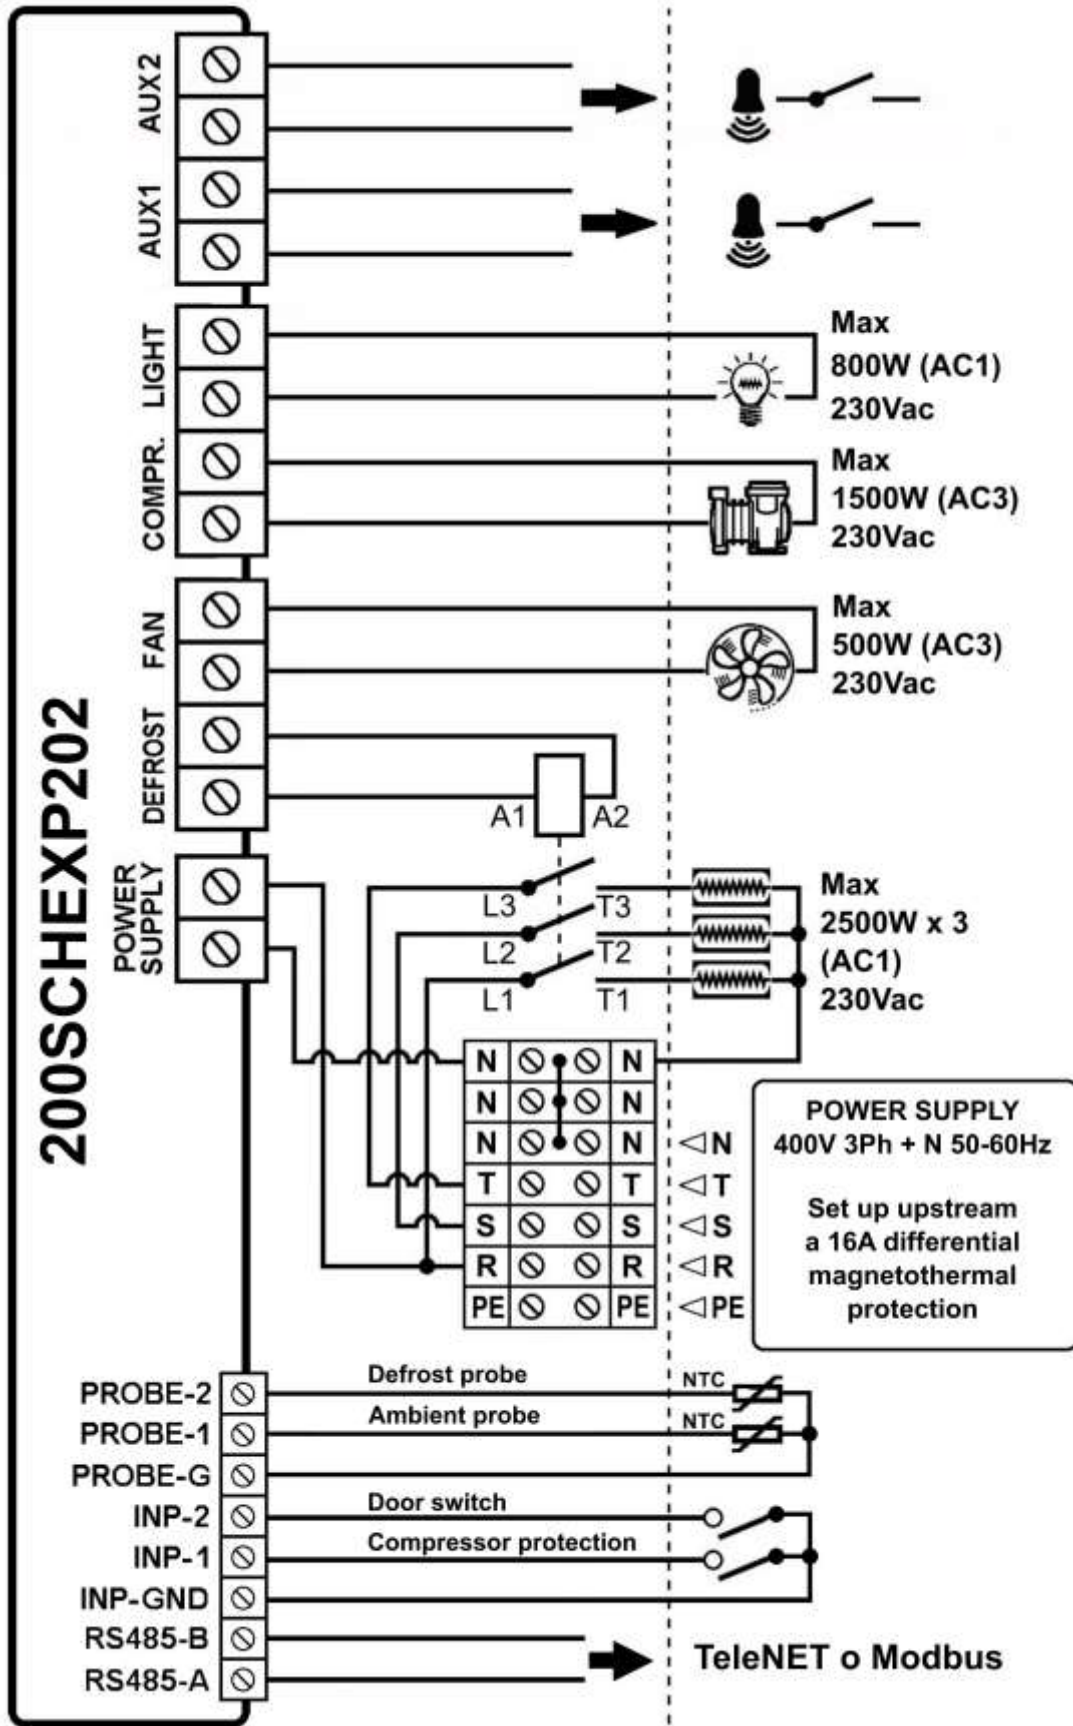 200SCHEXP202
AUX2
AUX1
LIGHT
Max
800W (AC1)
230Vac
COMPR.
Max
1500W (AC3)
230Vac
FAN
Max
500W (AC3)
230Vac
DEFROST
A1 A2
POWER
SUPPLY
L3 T3
L2 T2
L1 T1
Max
2500W x 3
(AC1)
230Vac
N N
N N
N N N
T T T
S S S
R R R
PE PE PE
POWER SUPPLY
400V 3Ph + N 50-60Hz
Set up upstream
a 16A differential
magnetothermal
protection
PROBE-2 Defrost probe NTC
PROBE-1 Ambient probe NTC
PROBE-G
INP-2 Door switch
INP-1 Compressor protection
INP-GND
RS485-B
RS485-A
TeleNET o Modbus